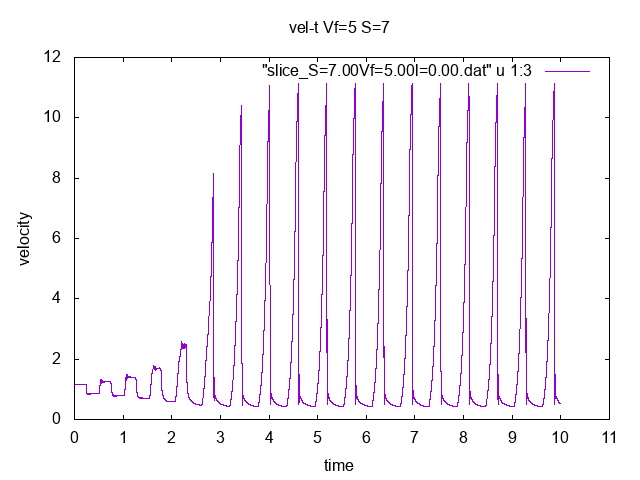 vel-t Vf=5 S=7
"slice_S=7.00Vf=5.00I=0.00.dat" u 1:3
12
10
8
6
4
2
0
velocity
0 1 2 3 4 5 6 7 8 9 10 11
time